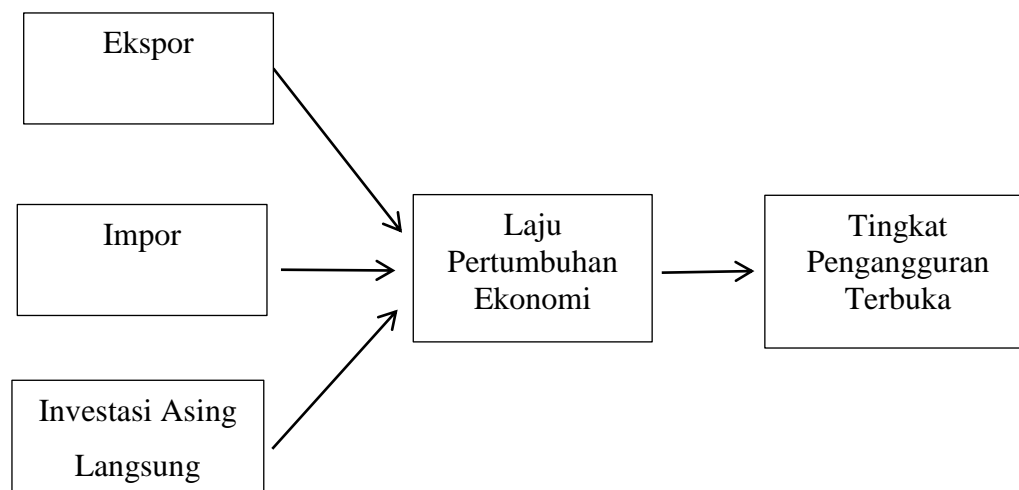 Ekspor
Impor
Investasi Asing
Langsung
Laju
Pertumbuhan
Ekonomi
Tingkat
Pengangguran
Terbuka